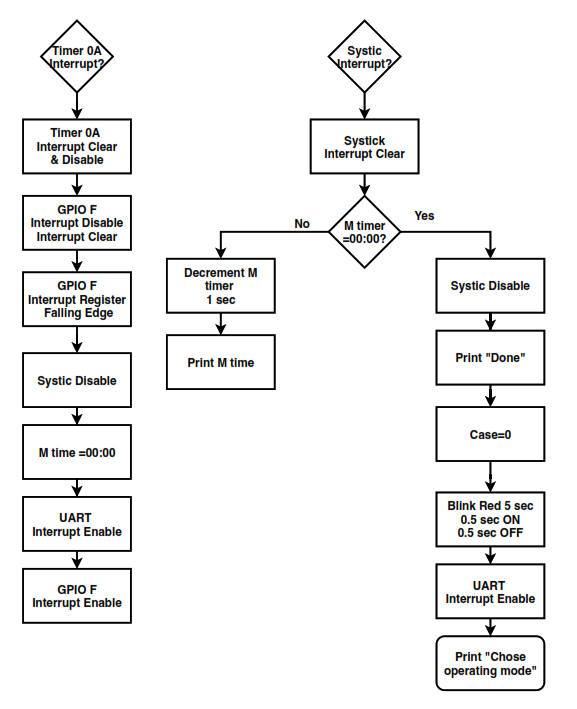 Timer 0A
Interrupt?
Timer 0A
Interrupt Clear
& Disable
GPIO F
Interrupt Disable
Interrupt Clear
GPIO F
Interrupt Register
Falling Edge
Systic Disable
M time =00:00
UART
Interrupt Enable
GPIO F
Interrupt Enable
Systic
Interrupt?
Systick
Interrupt Clear
M timer
=00:00?
No
Yes
Decrement M
timer
1 sec
Print M time
Systic Disable
Print "Done"
Case=0
Blink Red 5 sec
0.5 sec ON
0.5 sec OFF
UART
Interrupt Enable
Print "Chose
operating mode"